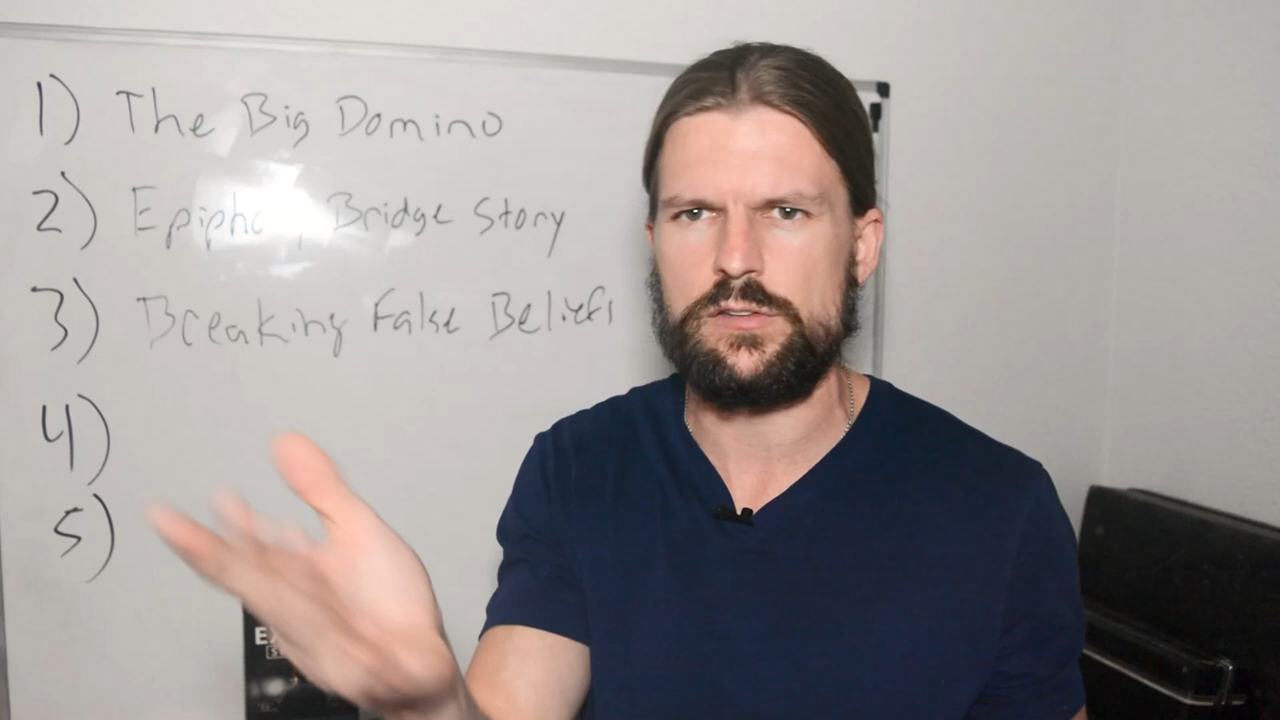 1) The Big Domino
2) Bridge Story
3) Breaking False Beliefs
4)
5)